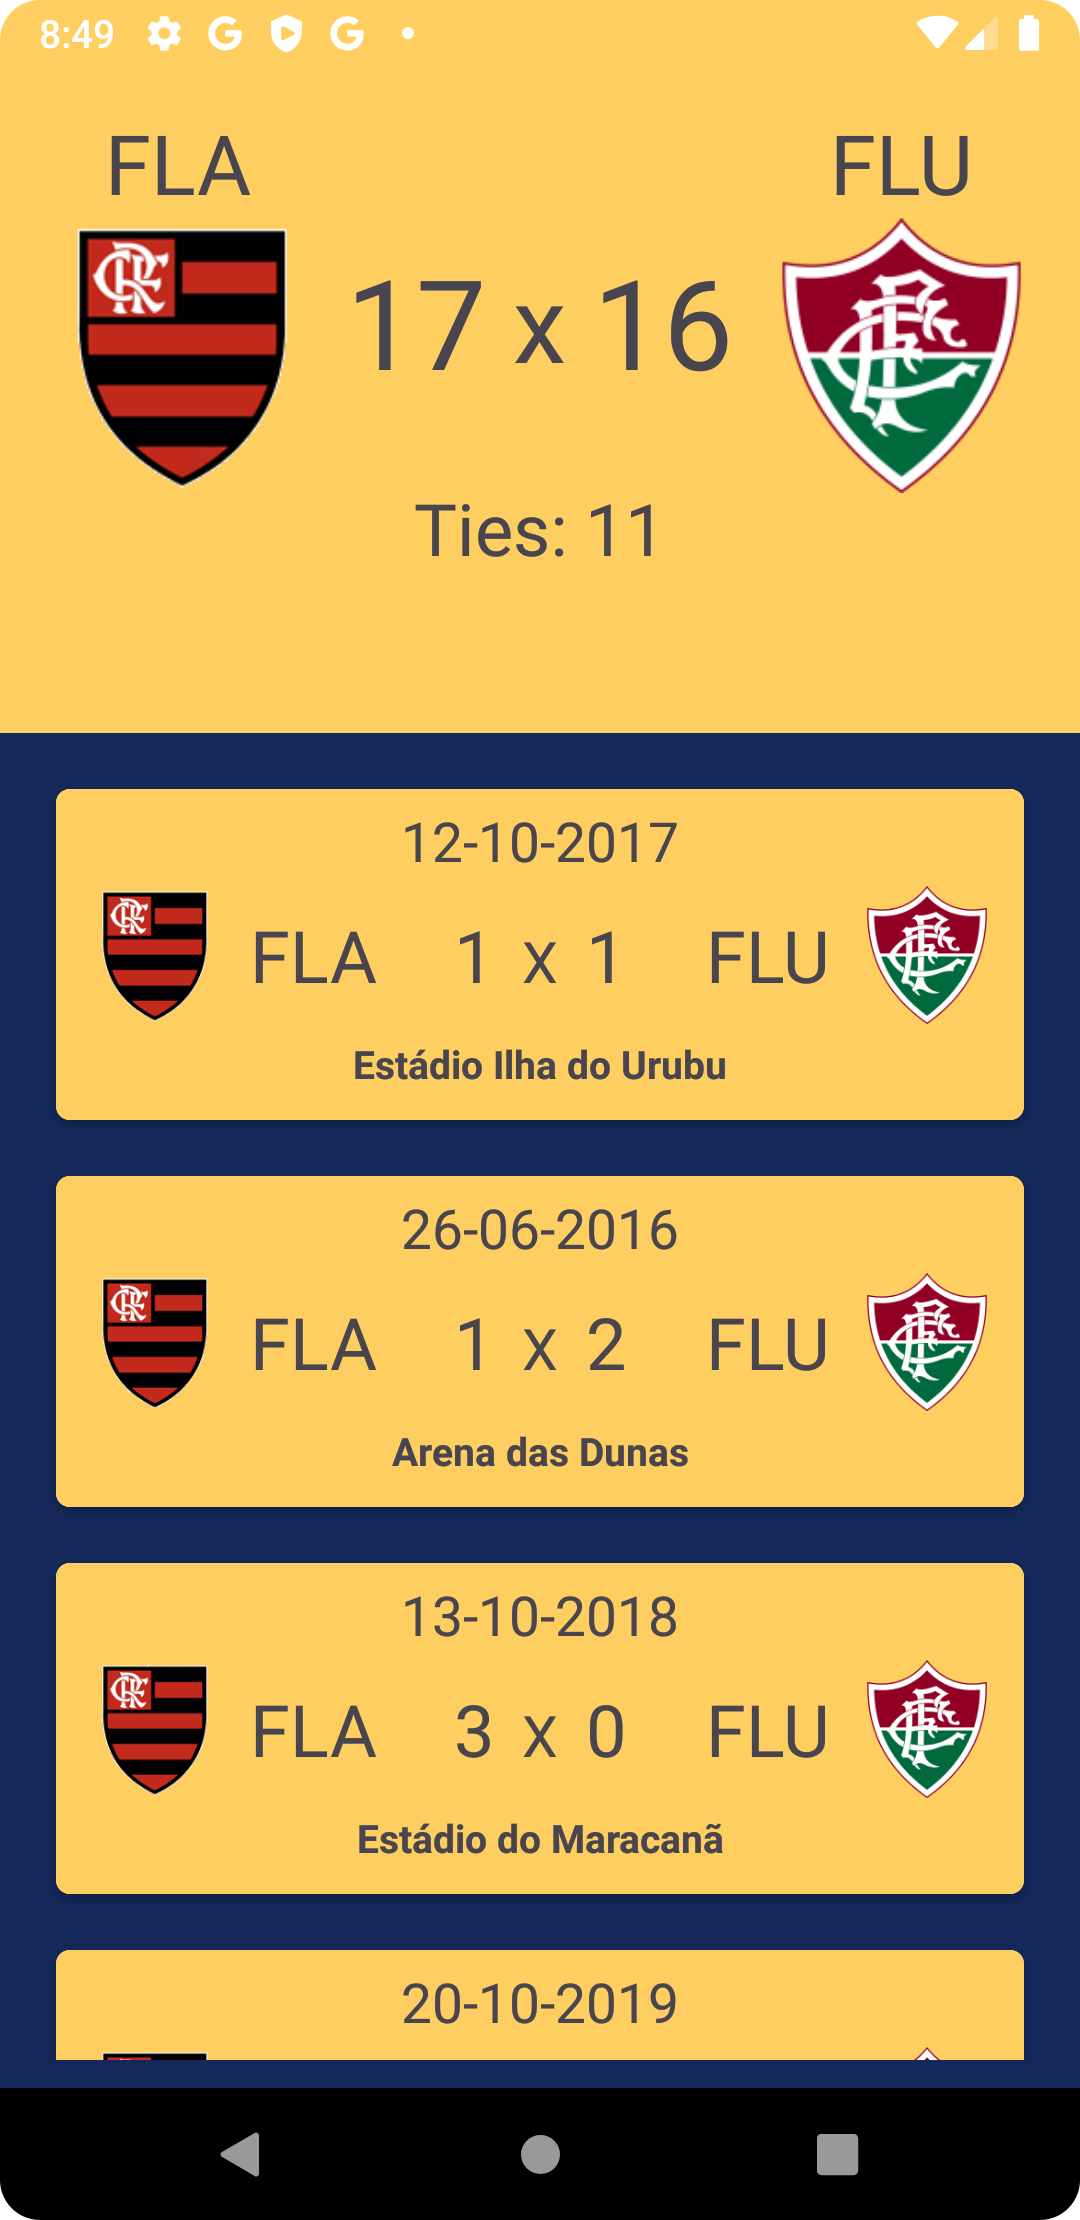 8:49
FLA FLU
17 x 16
Ties: 11
12-10-2017
FLA 1 x 1 FLU
Estádio Ilha do Urubu
26-06-2016
FLA 1 x 2 FLU
Arena das Dunas
13-10-2018
FLA 3 x 0 FLU
Estádio do Maracanã
20-10-2019